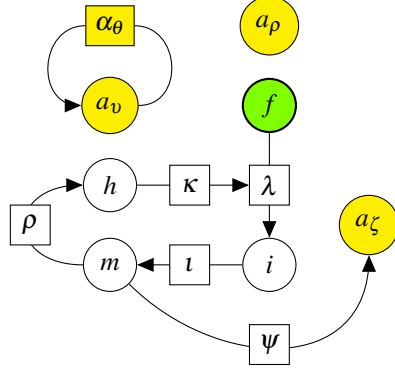 α_θ a_ρ
a_υ f
h κ λ
ρ a_ζ
m ι i
ψ